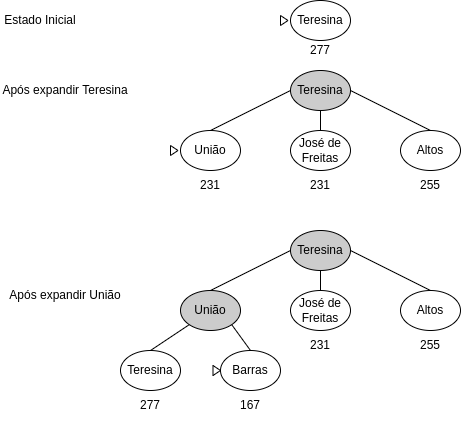 Estado Inicial
Teresina
277
Após expandir Teresina
Teresina
União
José de
Freitas
Altos
231
231
255
Após expandir União
Teresina
União
José de
Freitas
Altos
231
255
Teresina
Barras
277
167